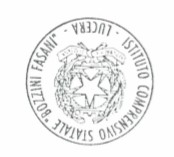 ISTITUTO COMPRENSIVO STATALE "BOZZINI FASANI" - LUCERA -